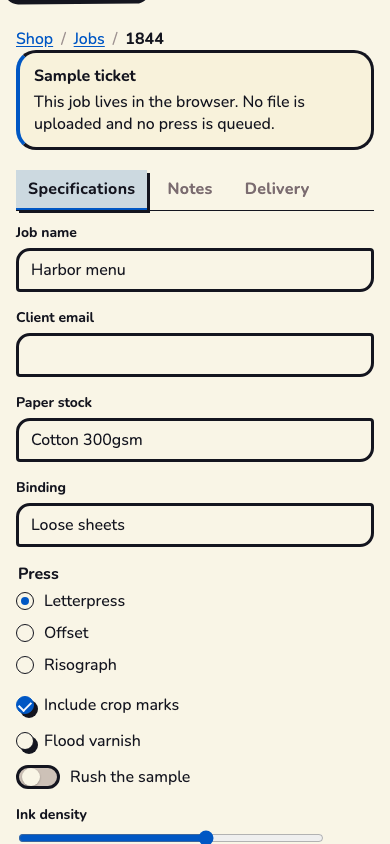 Shop / Jobs / 1844
Sample ticket
This job lives in the browser. No file is
uploaded and no press is queued.
Specifications Notes Delivery
Job name
Harbor menu
Client email
Paper stock
Cotton 300gsm
Binding
Loose sheets
Press
Letterpress
Offset
Risograph
Include crop marks
Flood varnish
Rush the sample
Ink density